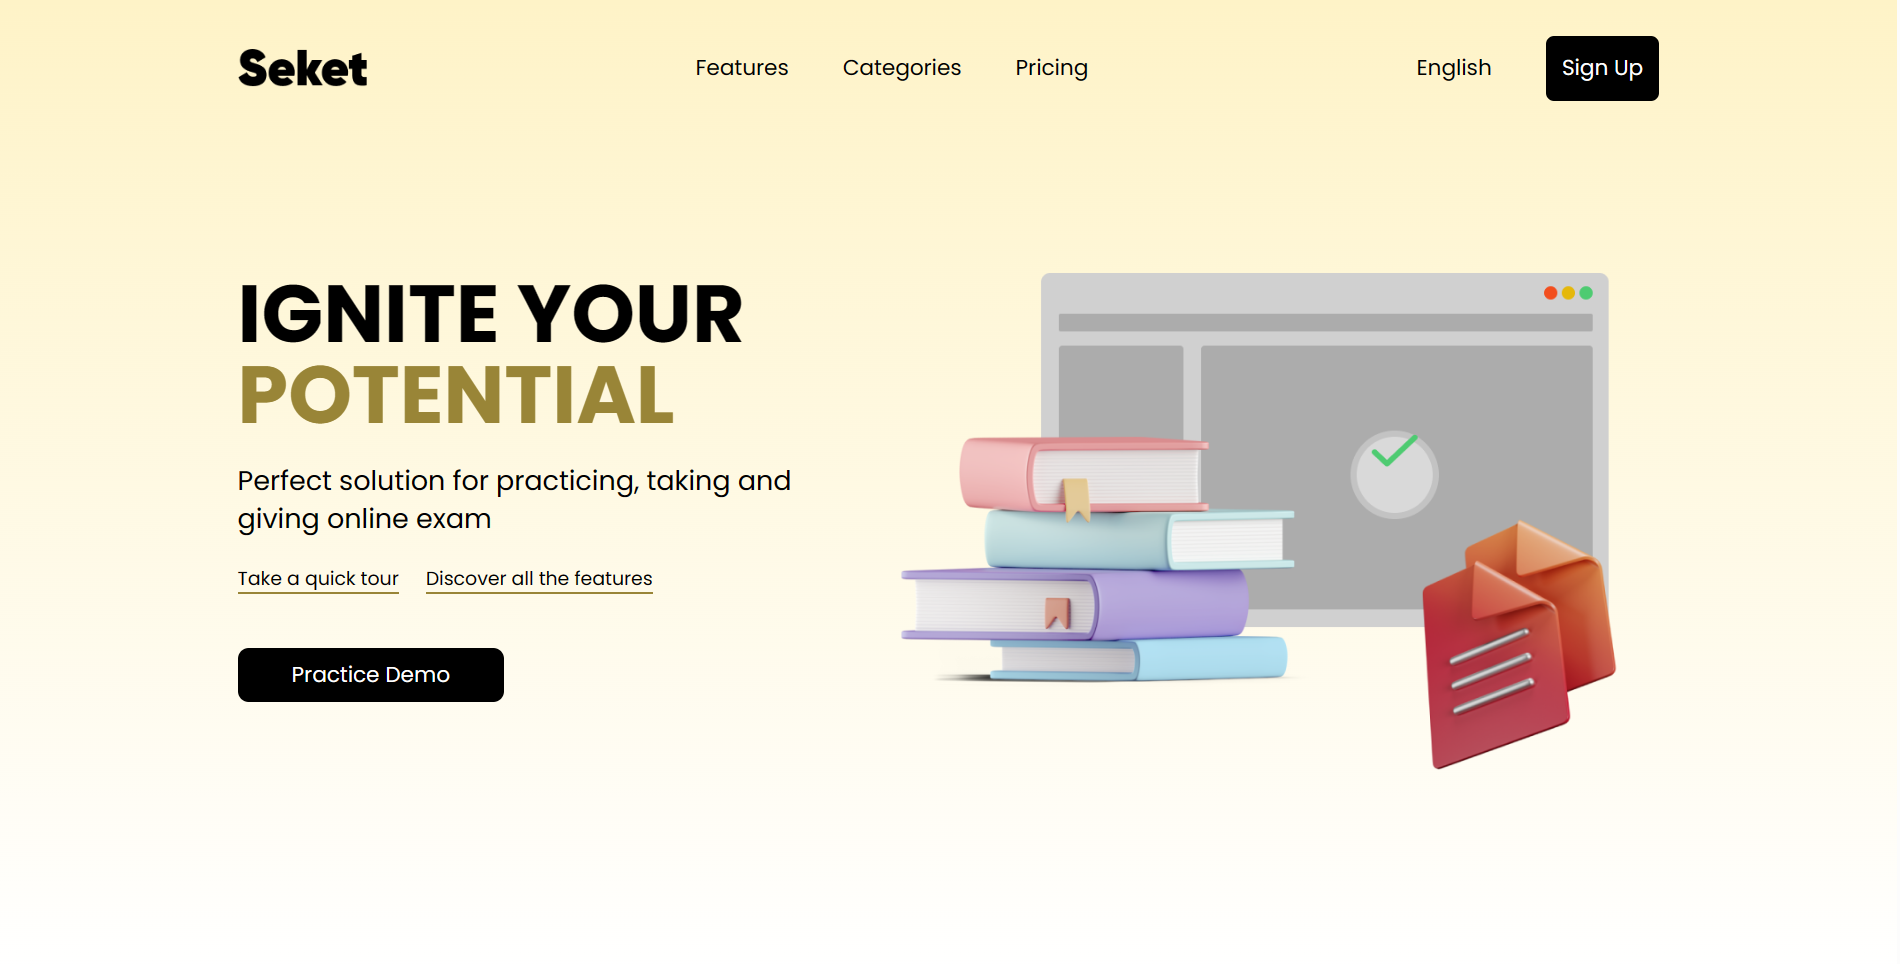 Seket
Features Categories Pricing
English
Sign Up
IGNITE YOUR
POTENTIAL
Perfect solution for practicing, taking and
giving online exam
Take a quick tour Discover all the features
Practice Demo